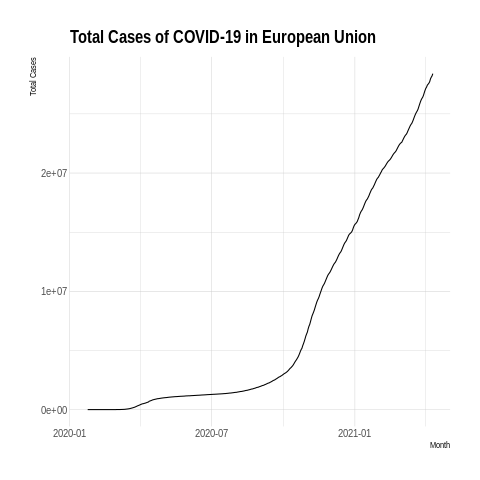 Total Cases of COVID-19 in European Union
Total Cases
2e+07
1e+07
0e+00
2020-01 2020-07 2021-01
Month